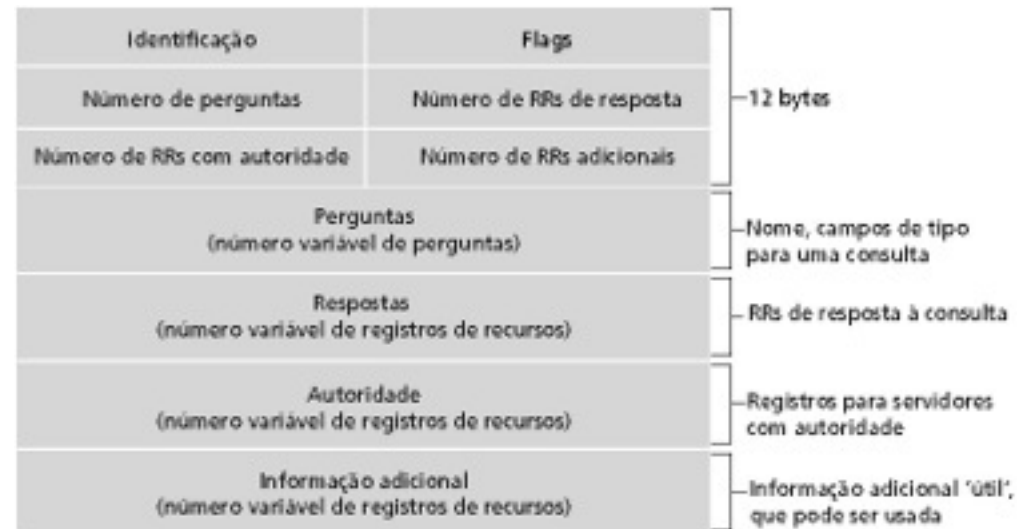 Identificação
Flags
Número de perguntas
Número de RRs de resposta
12 bytes
Número de RRs com autoridade
Número de RRs adicionais
Perguntas
(número variável de perguntas)
Nome, campos de tipo
para uma consulta
Respostas
(número variável de registros de recursos)
RRs de resposta à consulta
Autoridade
(número variável de registros de recursos)
Registros para servidores
com autoridade
Informação adicional
(número variável de registros de recursos)
Informação adicional ‘útil’,
que pode ser usada